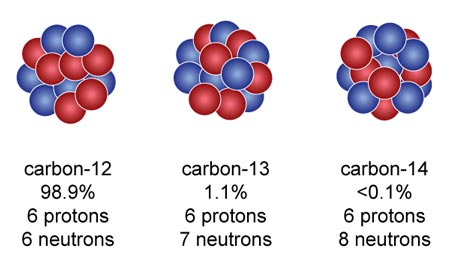 carbon-12
98.9%
6 protons
6 neutrons
carbon-13
1.1%
6 protons
7 neutrons
carbon-14
<0.1%
6 protons
8 neutrons